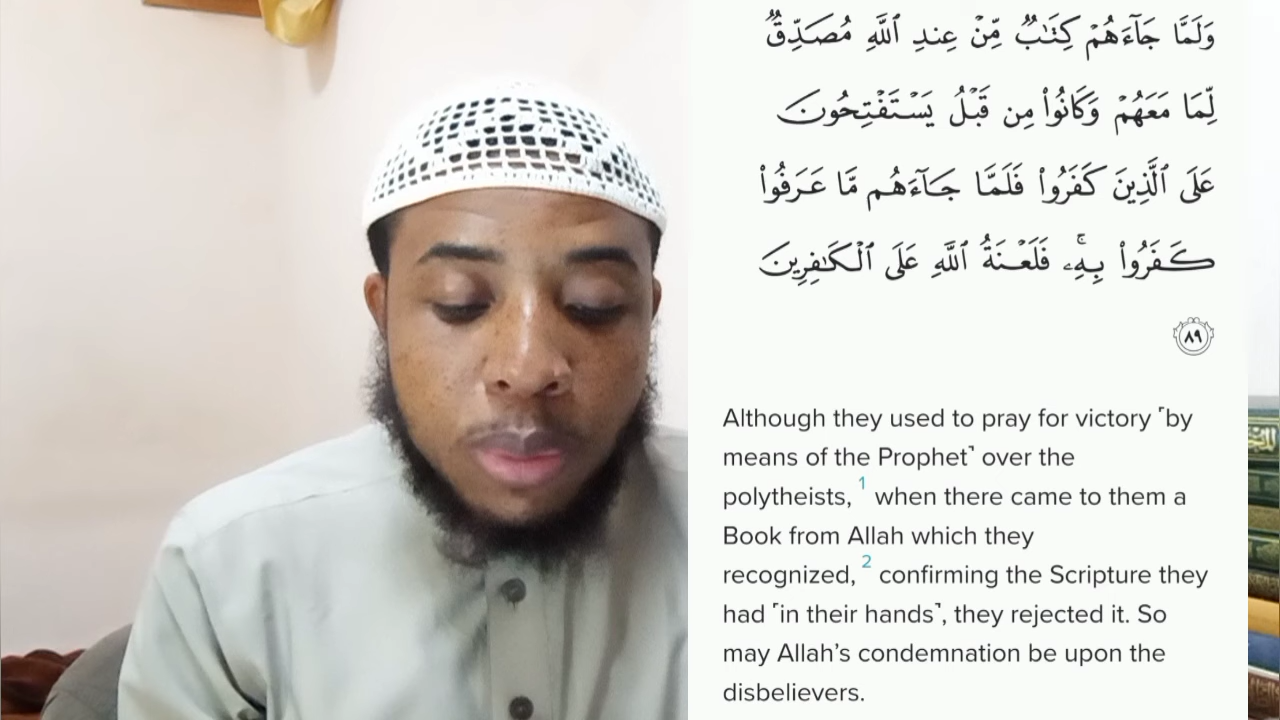 وَلَمَّا جَآءَهُمْ كِتَٰبٌ مِّنْ عِندِ ٱللَّهِ مُصَدِّقٌ
لِّمَا مَعَهُمْ وَكَانُوا۟ مِن قَبْلُ يَسْتَفْتِحُونَ
عَلَى ٱلَّذِينَ كَفَرُوا۟ فَلَمَّا جَآءَهُم مَّا عَرَفُوا۟
كَفَرُوا۟ بِهِۦ ۚ فَلَعْنَةُ ٱللَّهِ عَلَى ٱلْكَٰفِرِينَ
٨٩
Although they used to pray for victory ˹by
means of the Prophet˺ over the
polytheists, 1 when there came to them a
Book from Allah which they
recognized, 2 confirming the Scripture they
had ˹in their hands˺, they rejected it. So
may Allah’s condemnation be upon the
disbelievers.